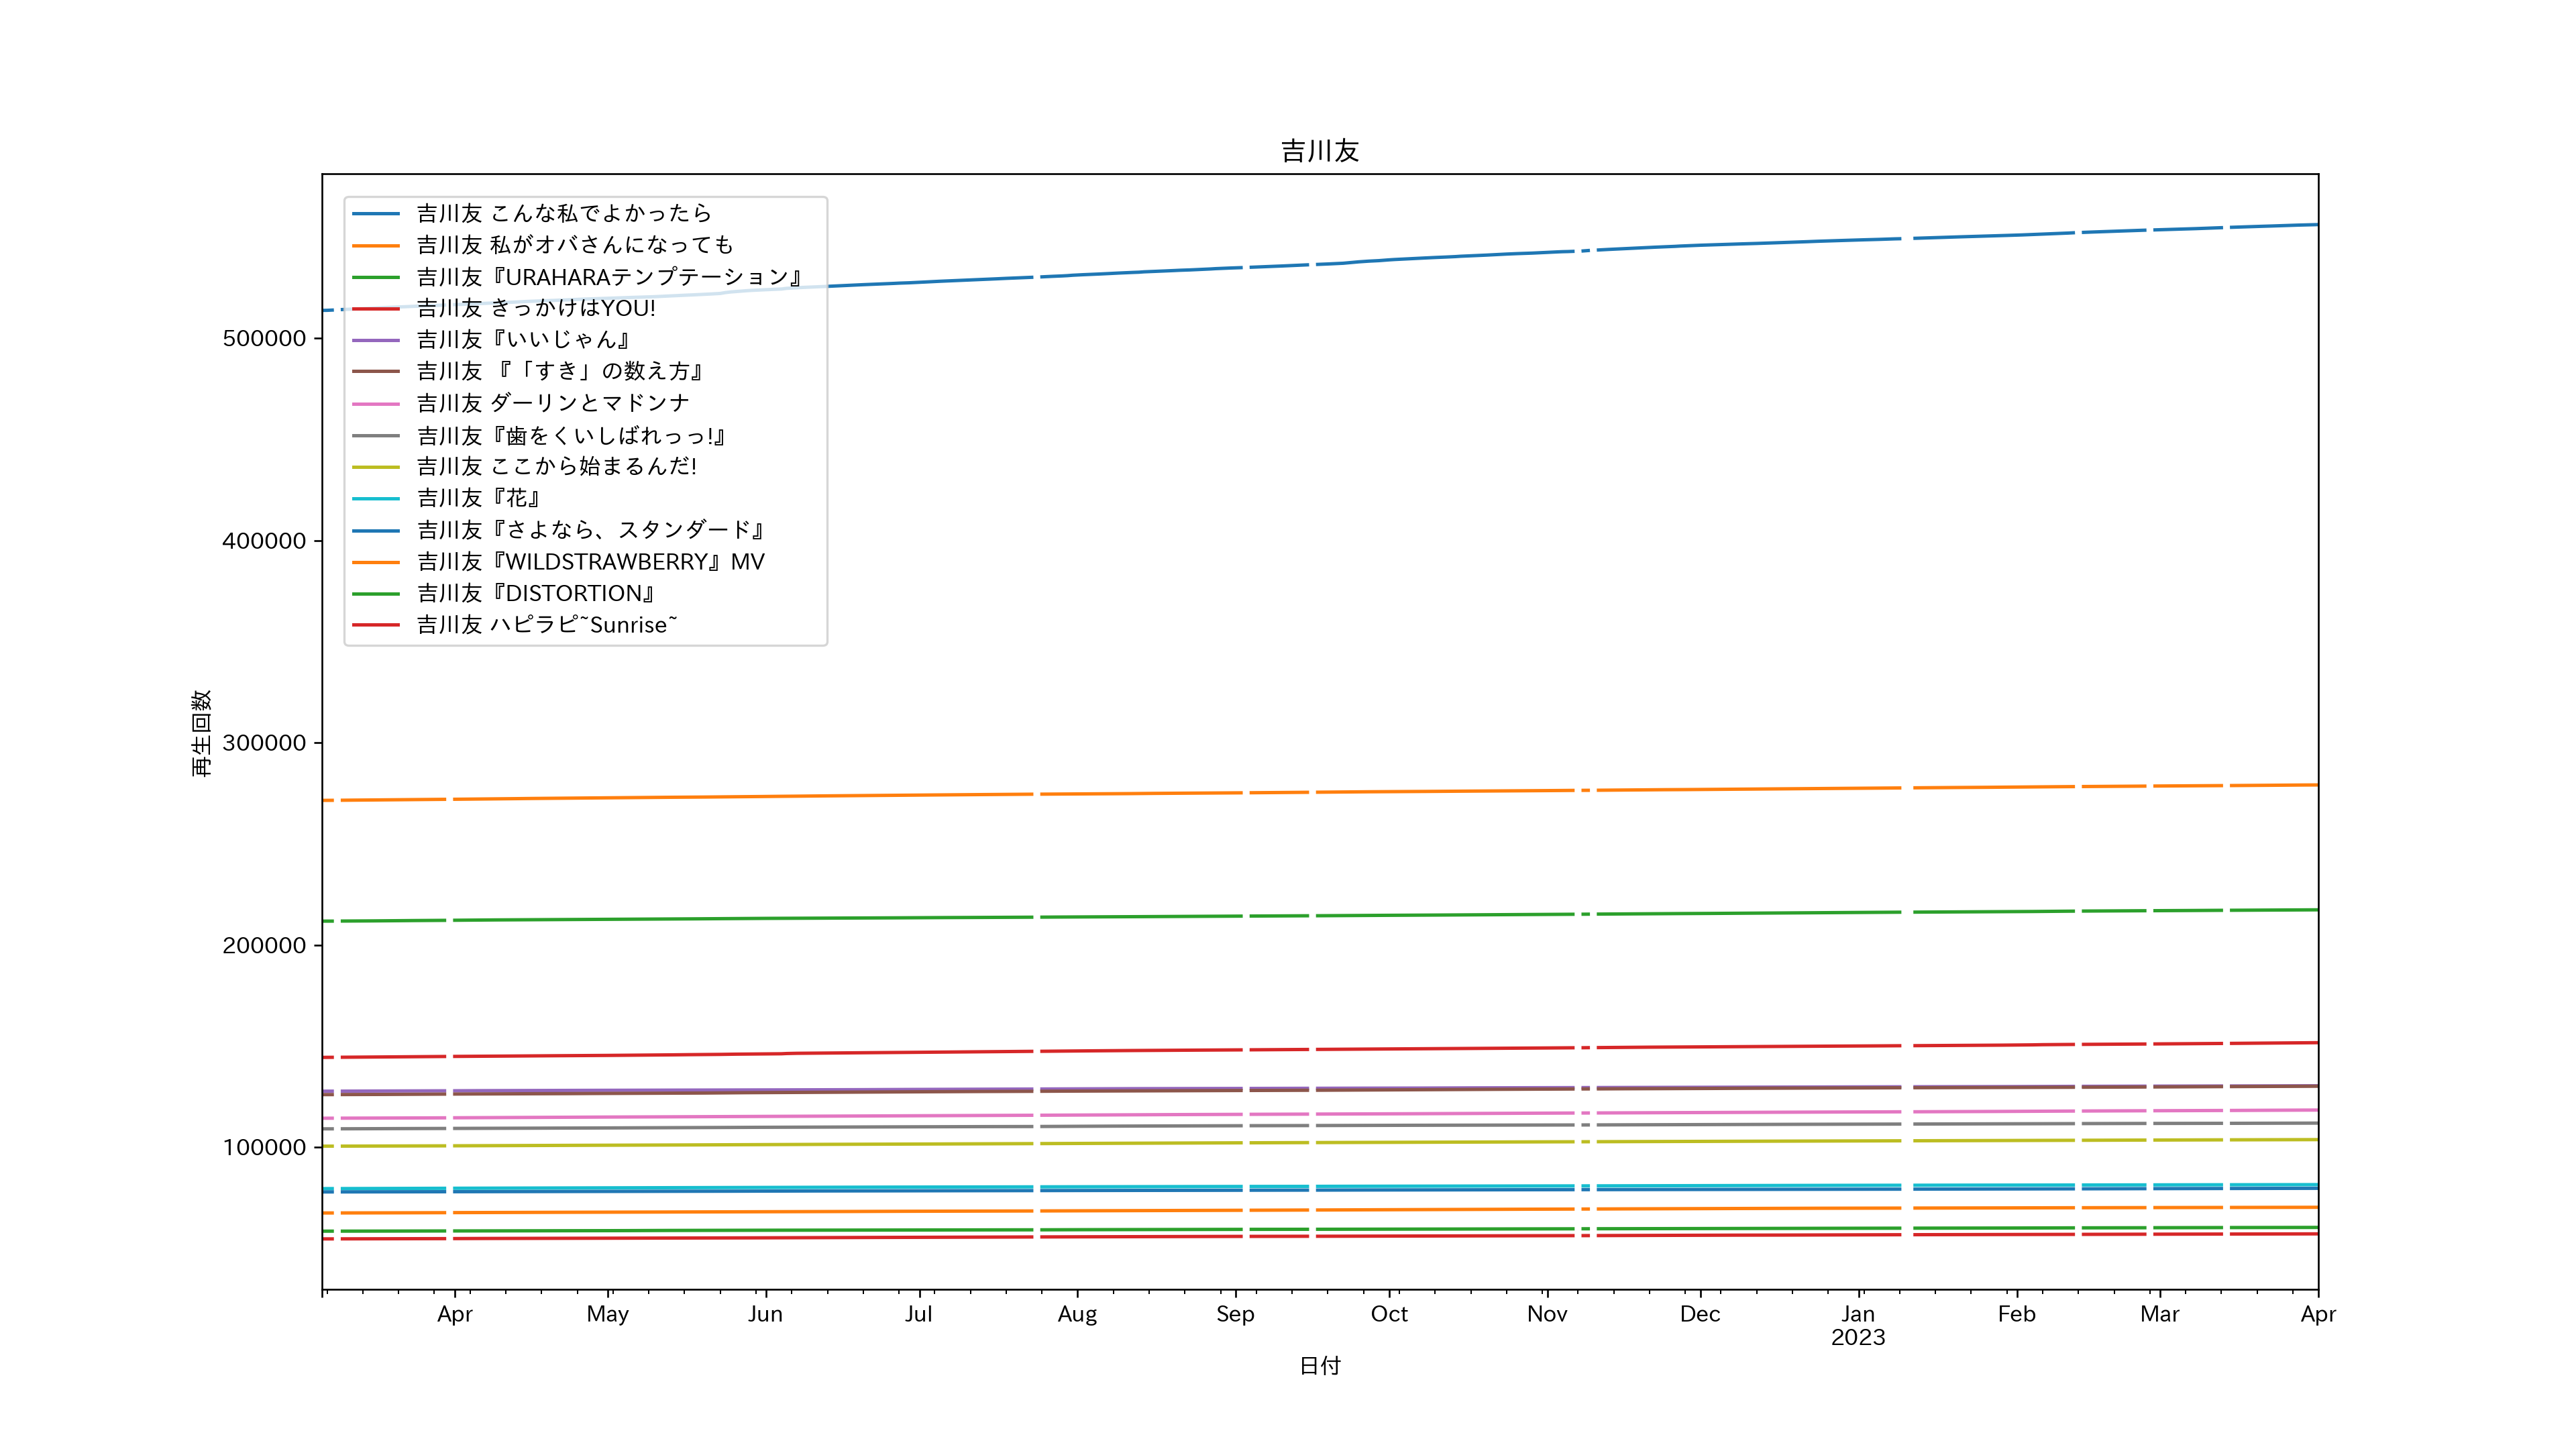 吉川友
吉川友 こんな私でよかったら
吉川友 私がオバさんになっても
吉川友『URAHARAテンプテーション』
吉川友 きっかけはYOU!
吉川友『いいじゃん』
吉川友 『「すき」の数え方』
吉川友 ダーリンとマドンナ
吉川友『歯をくいしばれっっ!』
吉川友 ここから始まるんだ!
吉川友『花』
吉川友『さよなら、スタンダード』
吉川友『WILDSTRAWBERRY』MV
吉川友『DISTORTION』
吉川友 ハピラピ~Sunrise~
500000
400000
300000
200000
100000
再生回数
Apr May Jun Jul Aug Sep Oct Nov Dec Jan Feb Mar Apr
2023
日付